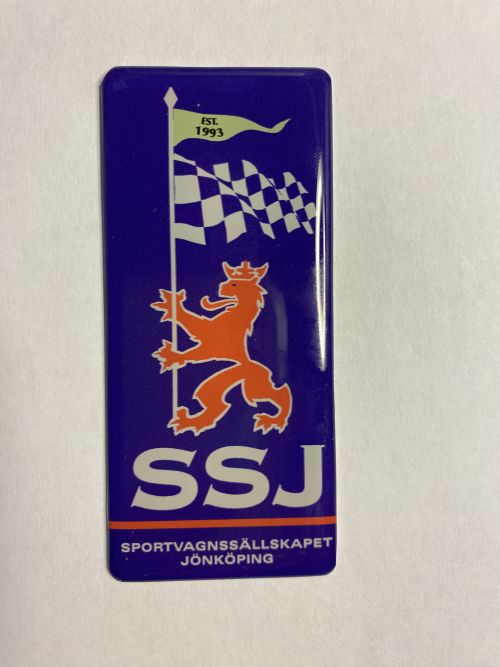 EST.
1993
SSJ
SPORTVAGNSSÄLLSKAPET
JÖNKÖPING